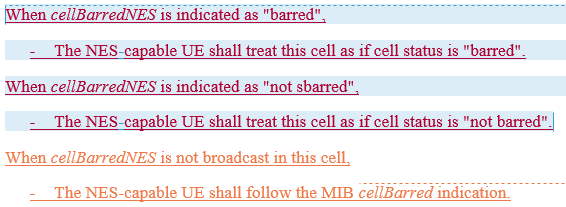 When cellBarredNES is indicated as "barred",
- The NES-capable UE shall treat this cell as if cell status is "barred".
When cellBarredNES is indicated as "not sbarred",
- The NES-capable UE shall treat this cell as if cell status is "not barred".
When cellBarredNES is not broadcast in this cell,
- The NES-capable UE shall follow the MIB cellBarred indication.